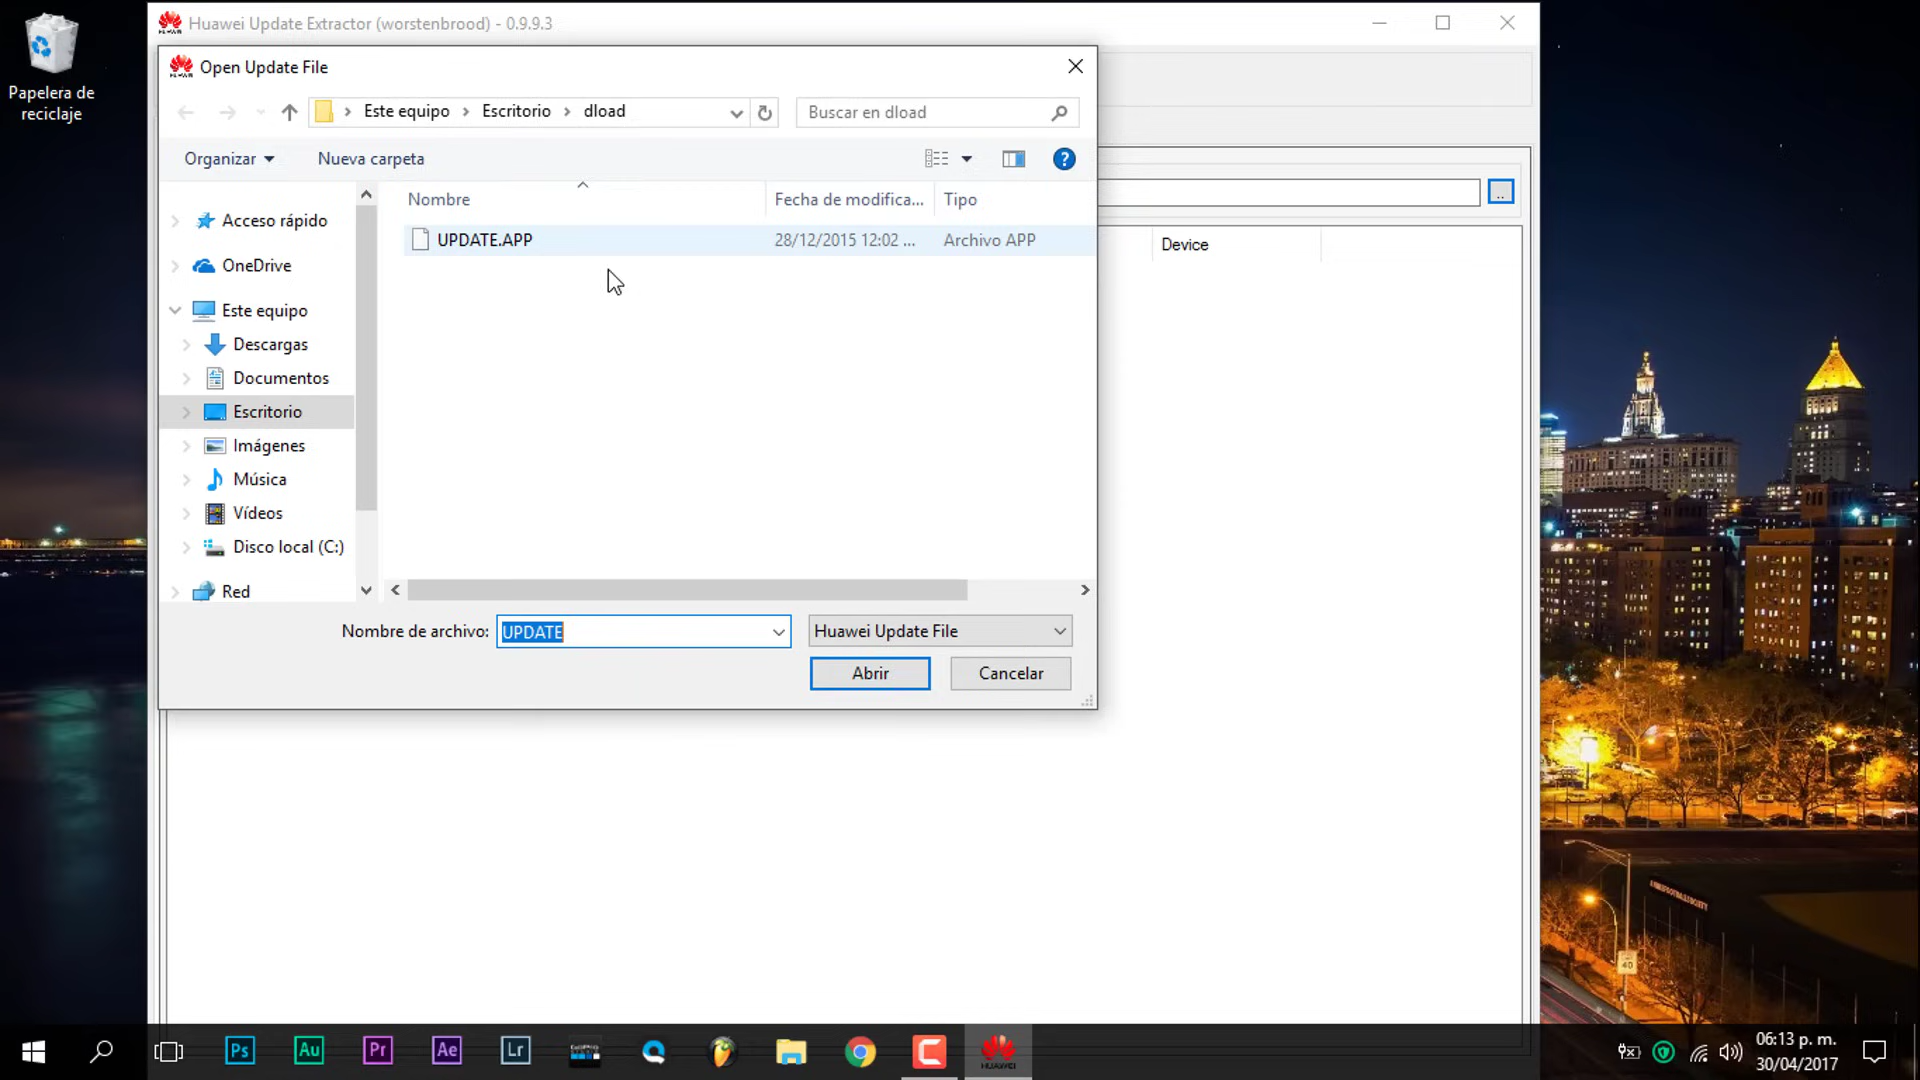 Papelera de
reciclaje
Huawei Update Extractor (worstenbrood) - 0.9.9.3
HUAWEI
Open Update File
Este equipo
Escritorio
dload
Buscar en dload
Organizar
Nueva carpeta
?
Nombre
Fecha de modifica...
Tipo
..
Acceso rápido
UPDATE.APP
28/12/2015 12:02 ...
Archivo APP
Device
OneDrive
Este equipo
Descargas
Documentos
Escritorio
Imágenes
Música
Vídeos
Disco local (C:)
Red
Nombre de archivo:
UPDATE
Huawei Update File
Abrir
Cancelar
40
Ps
Au
Pr
Ae
Lr
HUAWEI
06:13 p. m.
30/04/2017